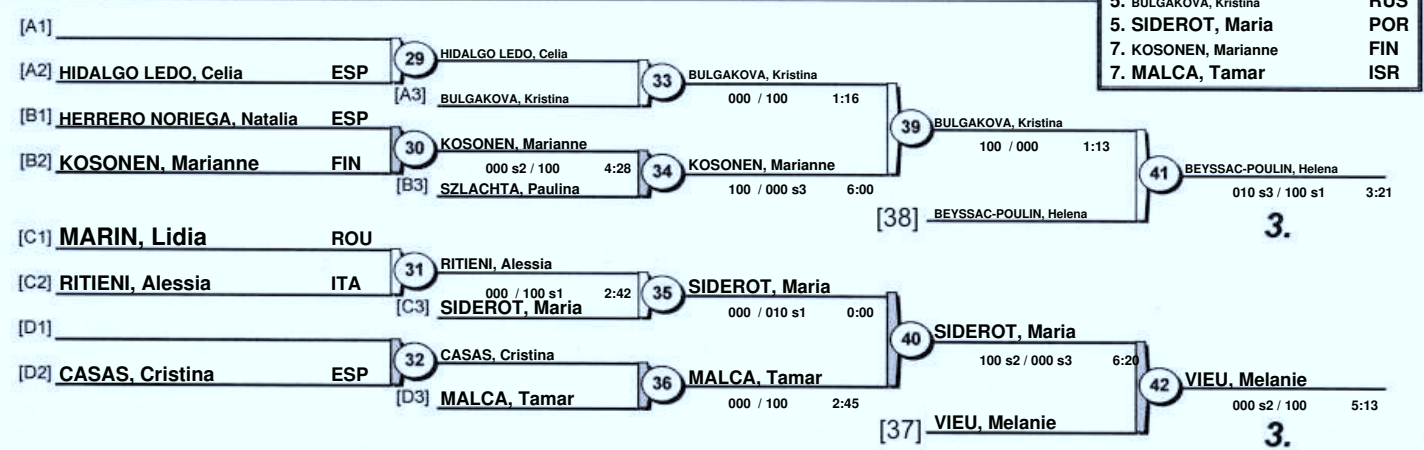 5. BULGAKOVA, Kristina RUS
5. SIDEROT, Maria POR
7. KOSONEN, Marianne FIN
7. MALCA, Tamar ISR
[A1]
29 HIDALGO LEDO, Celia
[A2] HIDALGO LEDO, Celia ESP
33 BULGAKOVA, Kristina
[A3] BULGAKOVA, Kristina
000 / 100 1:16
[B1] HERRERO NORIEGA, Natalia ESP
39 BULGAKOVA, Kristina
30 KOSONEN, Marianne
100 / 000 1:13
[B2] KOSONEN, Marianne FIN
000 s2 / 100 4:28
34 KOSONEN, Marianne
41 BEYSSAC-POULIN, Helena
[B3] SZLACHTA, Paulina
100 / 000 s3 6:00
010 s3 / 100 s1 3:21
[38] BEYSSAC-POULIN, Helena
3.
[C1] MARIN, Lidia ROU
31 RITIENI, Alessia
[C2] RITIENI, Alessia ITA
000 / 100 s1 2:42
35 SIDEROT, Maria
[C3] SIDEROT, Maria
000 / 010 s1 0:00
[D1]
40 SIDEROT, Maria
32 CASAS, Cristina
100 s2 / 000 s3 6:20
[D2] CASAS, Cristina ESP
36 MALCA, Tamar
42 VIEU, Melanie
[D3] MALCA, Tamar
000 / 100 2:45
000 s2 / 100 5:13
[37] VIEU, Melanie
3.